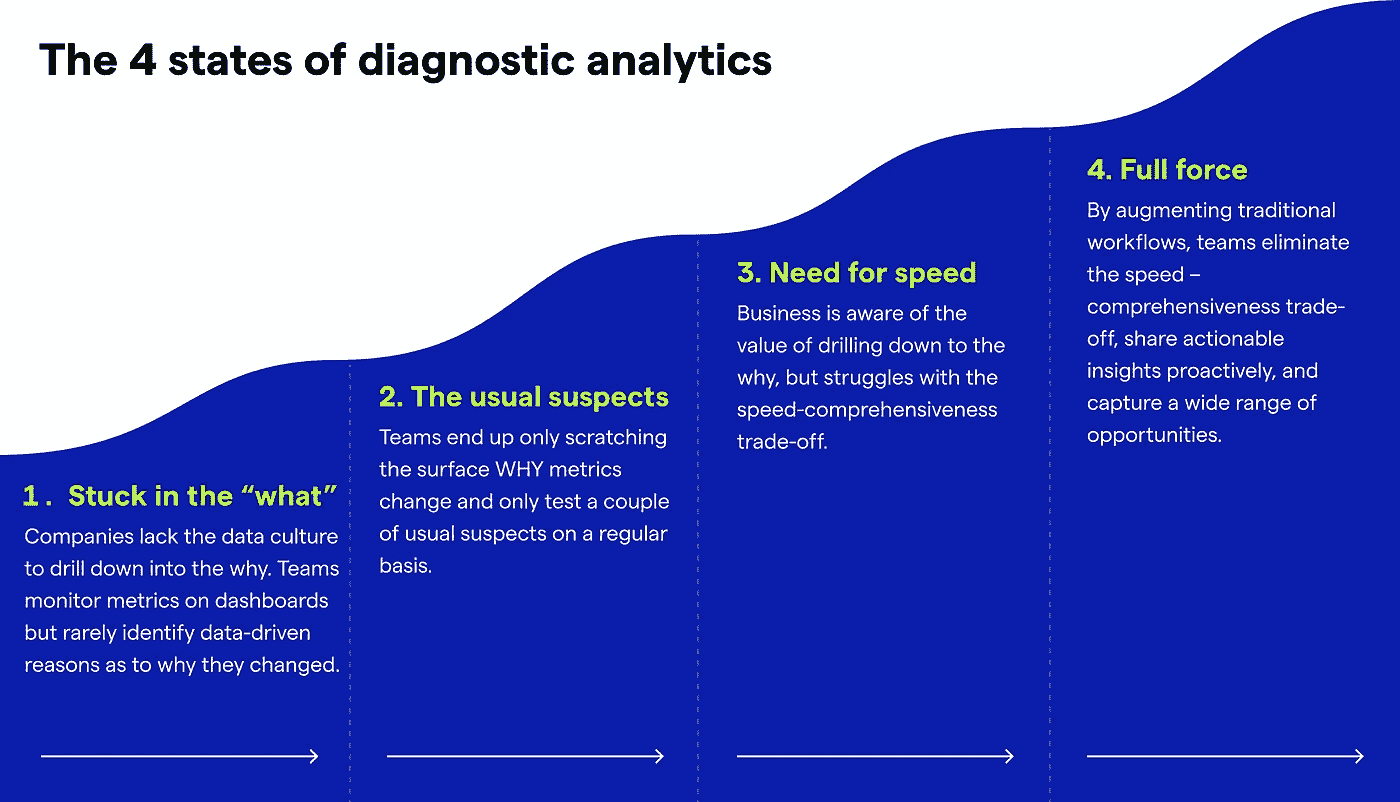 The 4 states of diagnostic analytics
1. Stuck in the “what”
Companies lack the data culture
to drill down into the why. Teams
monitor metrics on dashboards
but rarely identify data-driven
reasons as to why they changed.
2. The usual suspects
Teams end up only scratching
the surface WHY metrics
change and only test a couple
of usual suspects on a regular
basis.
3. Need for speed
Business is aware of the
value of drilling down to the
why, but struggles with the
speed-comprehensiveness
trade-off.
4. Full force
By augmenting traditional
workflows, teams eliminate
the speed –
comprehensiveness trade-
off, share actionable
insights proactively, and
capture a wide range of
opportunities.